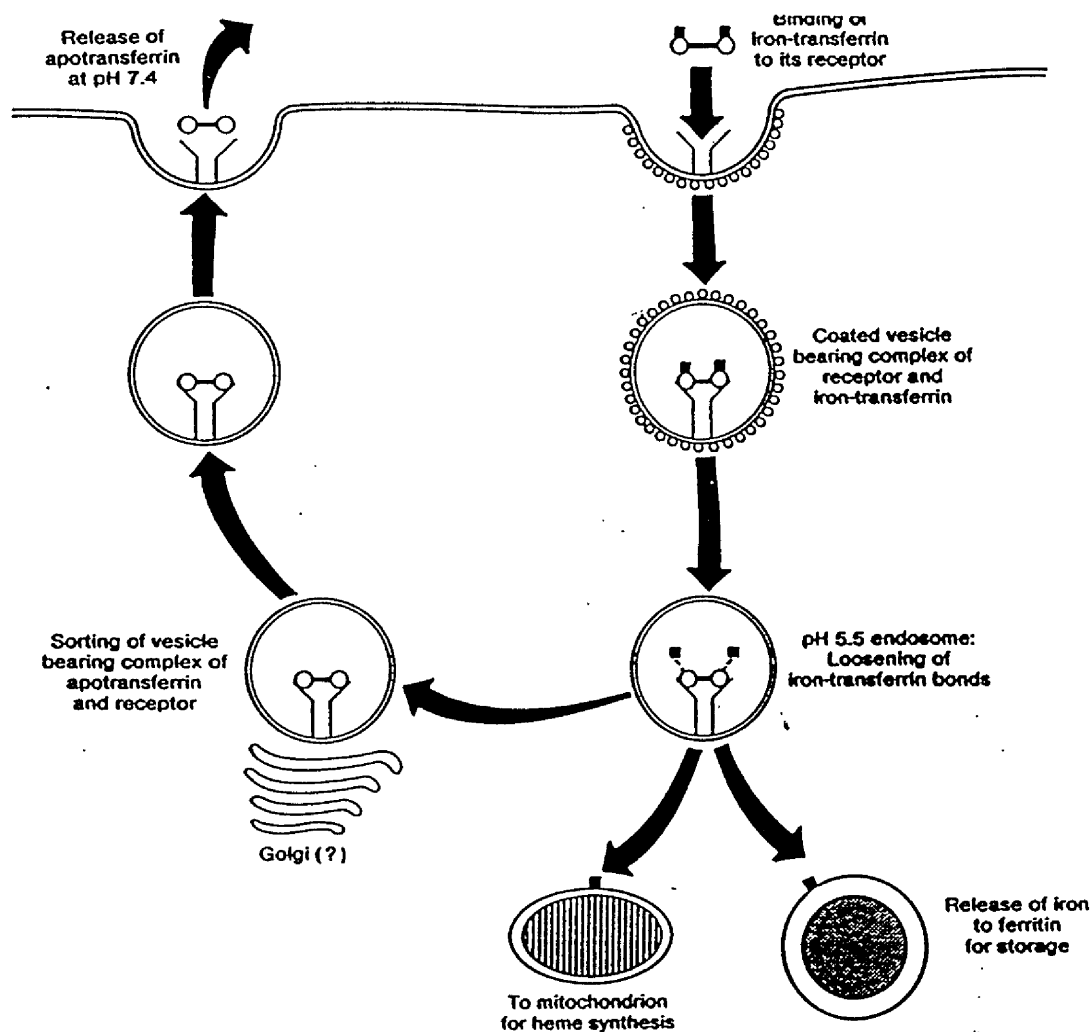 Release of
apotransferrin
at pH 7.4
Binding of
iron-transferrin
to its receptor
Coated vesicle
bearing complex of
receptor and
iron-transferrin
pH 5.5 endosome:
Loosening of
iron-transferrin bonds
Sorting of vesicle
bearing complex of
apotransferrin
and receptor
Golgi (?)
To mitochondrion
for heme synthesis
Release of iron
to ferritin
for storage